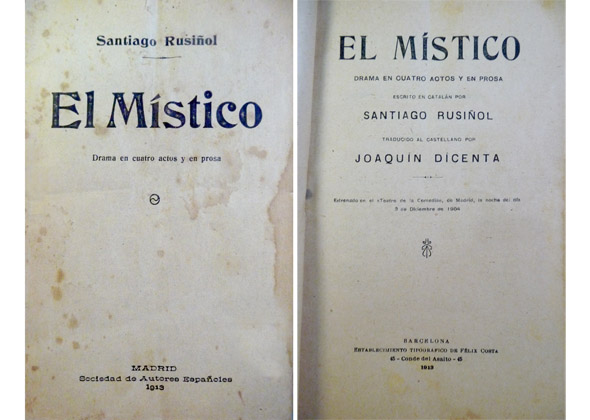 Santiago Rusiñol
El Místico
Drama en cuatro actos y en prosa
MADRID
Sociedad de Autores Españoles
1913
EL MÍSTICO
DRAMA EN CUATRO ACTOS Y EN PROSA
ESCRITO EN CATALÁN POR
SANTIAGO RUSIÑOL
TRADUCIDO AL CASTELLANO POR
JOAQUÍN DICENTA
Estrenado en el «Teatro de la Comedia», de Madrid, la noche del día
de Diciembre de 1904
BARCELONA
ESTABLECIMIENTO TIPOGRÁFICO DE FÉLIX COSTA
45 - Conde del Asalto - 45
1913